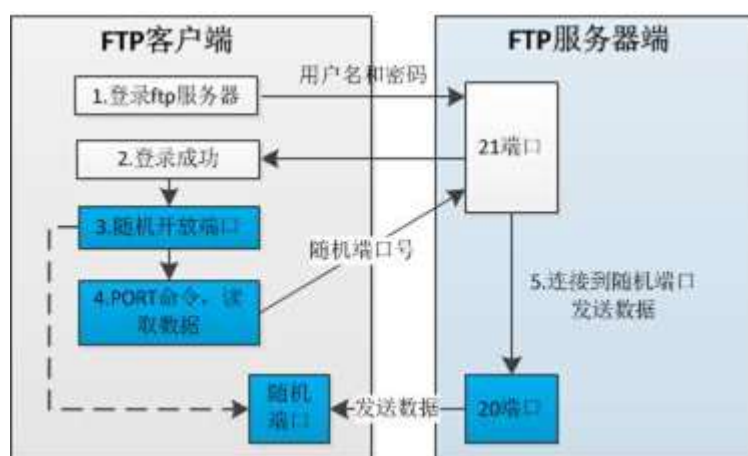 FTP客户端
FTP服务器端
1.登录ftp服务器
用户名和密码
21端口
2.登录成功
3.随机开放端口
随机端口号
4.PORT命令，读
取数据
5.连接到随机端口
发送数据
随机
端口
发送数据
20端口